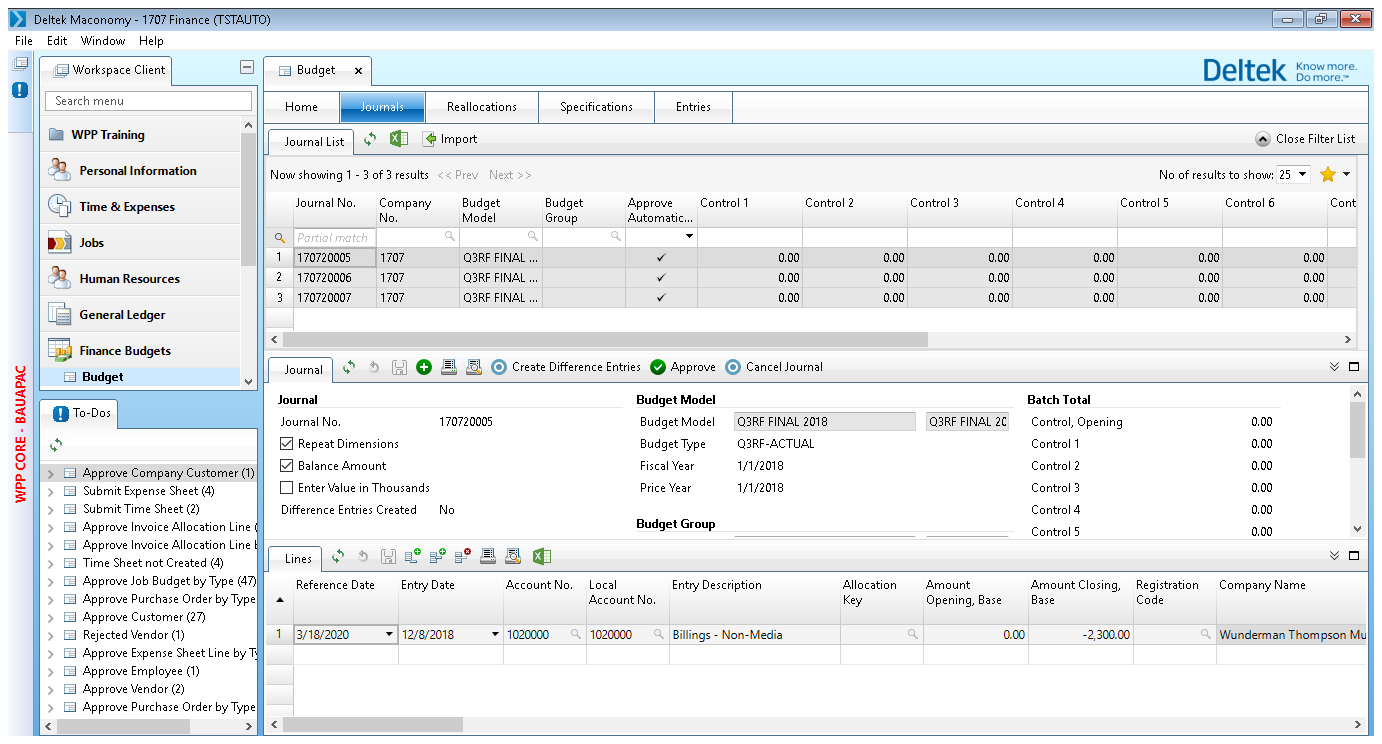 Deltek Maconomy - 1707 Finance (TSTAUTO)
File Edit Window Help
WPP CORE - BAUAPAC
Workspace Client
Search menu
WPP Training
Personal Information
Time & Expenses
Jobs
Human Resources
General Ledger
Finance Budgets
Budget
To-Dos
Approve Company Customer (1)
Submit Expense Sheet (4)
Submit Time Sheet (2)
Approve Invoice Allocation Line (
Approve Invoice Allocation Line b
Time Sheet not Created (4)
Approve Job Budget by Type (47)
Approve Purchase Order by Type
Approve Customer (27)
Rejected Vendor (1)
Approve Expense Sheet Line by Ty
Approve Employee (1)
Approve Vendor (2)
Approve Purchase Order by Type
Budget
Deltek Know more.
Do more.™
Home Journals Reallocations Specifications Entries
Journal List Import Close Filter List
Now showing 1 - 3 of 3 results << Prev Next >> No of results to show: 25
Journal No. Company Budget Budget Approve Control 1 Control 2 Control 3 Control 4 Control 5 Control 6 Cont
No. Model Group Automatic...
Partial match
1 170720005 1707 Q3RF FINAL ... 0.00 0.00 0.00 0.00 0.00 0.00
2 170720006 1707 Q3RF FINAL ... 0.00 0.00 0.00 0.00 0.00 0.00
3 170720007 1707 Q3RF FINAL ... 0.00 0.00 0.00 0.00 0.00 0.00
Journal Create Difference Entries Approve Cancel Journal
Journal
Journal No. 170720005
Repeat Dimensions
Balance Amount
Enter Value in Thousands
Difference Entries Created No
Budget Model
Budget Model Q3RF FINAL 2018 Q3RF FINAL 20
Budget Type Q3RF-ACTUAL
Fiscal Year 1/1/2018
Price Year 1/1/2018
Budget Group
Batch Total
Control, Opening 0.00
Control 1 0.00
Control 2 0.00
Control 3 0.00
Control 4 0.00
Control 5 0.00
Lines
Reference Date Entry Date Account No. Local Entry Description Allocation Amount Amount Closing, Registration Company Name
Account No. Key Opening, Base Base Code
1 3/18/2020 12/8/2018 1020000 1020000 Billings - Non-Media 0.00 -2,300.00 Wunderman Thompson Mu